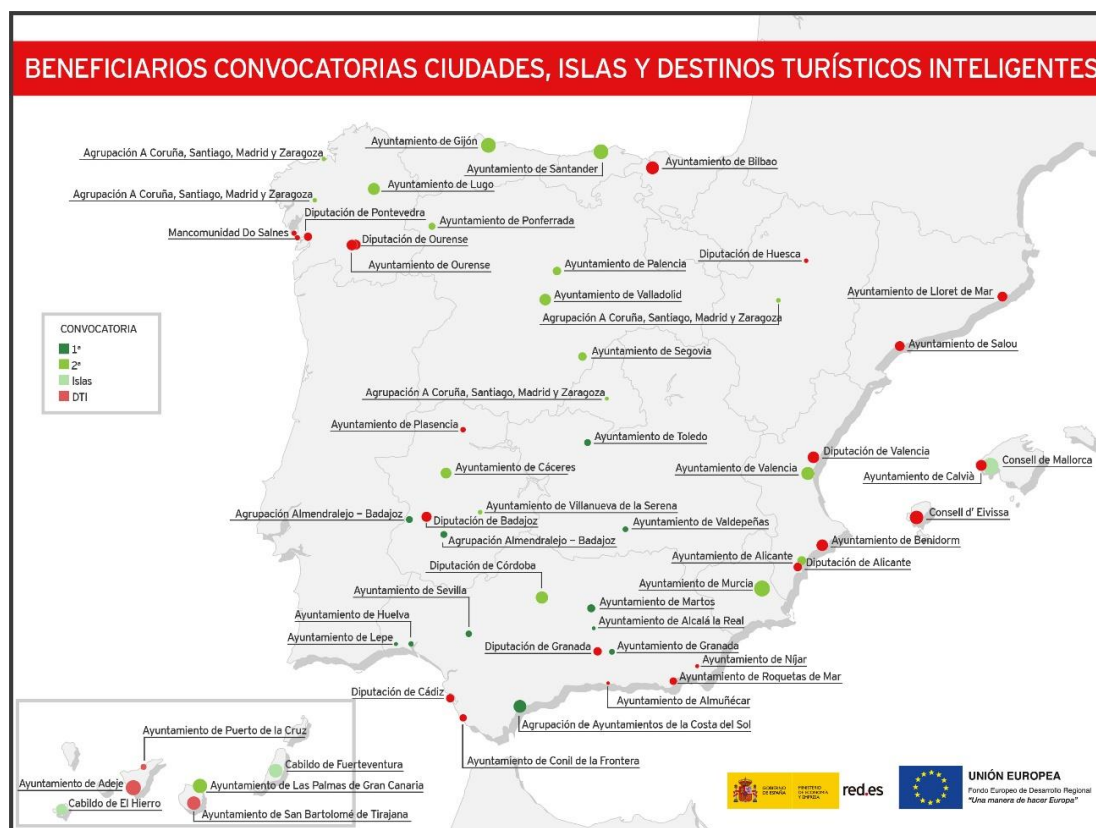 BENEFICIARIOS CONVOCATORIAS CIUDADES, ISLAS Y DESTINOS TURÍSTICOS INTELIGENTES
Ayuntamiento de Gijón
Agrupación A Coruña, Santiago, Madrid y Zaragoza
Ayuntamiento de Santander
Ayuntamiento de Bilbao
Ayuntamiento de Lugo
Agrupación A Coruña, Santiago, Madrid y Zaragoza
Diputación de Pontevedra
Ayuntamiento de Ponferrada
Mancomunidad Do Salnes
Diputación de Ourense
Ayuntamiento de Ourense
Diputación de Huesca
Ayuntamiento de Palencia
Ayuntamiento de Lloret de Mar
Ayuntamiento de Valladolid
Agrupación A Coruña, Santiago, Madrid y Zaragoza
CONVOCATORIA
1ª
2ª
Islas
DTI
Ayuntamiento de Salou
Ayuntamiento de Segovia
Agrupación A Coruña, Santiago, Madrid y Zaragoza
Ayuntamiento de Plasencia
Ayuntamiento de Toledo
Diputación de Valencia
Consell de Mallorca
Ayuntamiento de Cáceres
Ayuntamiento de Valencia
Ayuntamiento de Calvià
Ayuntamiento de Villanueva de la Serena
Agrupación Almendralejo – Badajoz
Diputación de Badajoz
Ayuntamiento de Valdepeñas
Consell d' Eivissa
Agrupación Almendralejo – Badajoz
Ayuntamiento de Benidorm
Ayuntamiento de Alicante
Diputación de Alicante
Diputación de Córdoba
Ayuntamiento de Murcia
Ayuntamiento de Sevilla
Ayuntamiento de Martos
Ayuntamiento de Huelva
Ayuntamiento de Alcalá la Real
Ayuntamiento de Lepe
Diputación de Granada
Ayuntamiento de Granada
Ayuntamiento de Níjar
Ayuntamiento de Roquetas de Mar
Diputación de Cádiz
Ayuntamiento de Almuñécar
Agrupación de Ayuntamientos de la Costa del Sol
Ayuntamiento de Conil de la Frontera
Ayuntamiento de Puerto de la Cruz
Cabildo de Fuerteventura
Ayuntamiento de Adeje
Ayuntamiento de Las Palmas de Gran Canaria
Cabildo de El Hierro
Ayuntamiento de San Bartolomé de Tirajana
GOBIERNO DE ESPAÑA
MINISTERIO DE ECONOMÍA Y EMPRESA
red.es
UNIÓN EUROPEA
Fondo Europeo de Desarrollo Regional
"Una manera de hacer Europa"